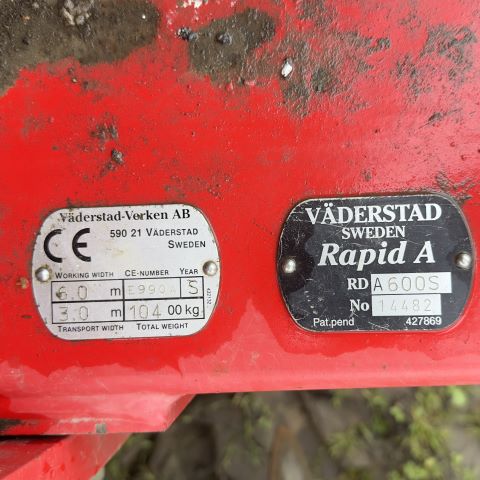 Väderstad-Verken AB
CE 590 21 VÄDERSTAD
SWEDEN
WORKING WIDTH CE-NUMBER YEAR
6.0 m E990A S
3.0 m 104 00 kg
TRANSPORT WIDTH TOTAL WEIGHT
VÄDERSTAD
SWEDEN
Rapid A
RD A600S
No 14482
Pat.pend 427869